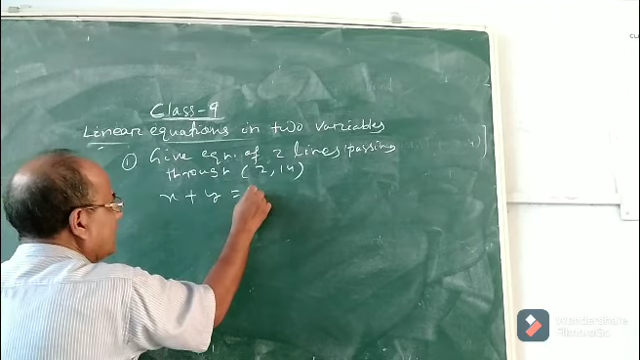 Class-9
Linear equations in two variables
① Give eqn. of 2 lines passing
through (2, 14)
x + y =
Wondershare
Filmora